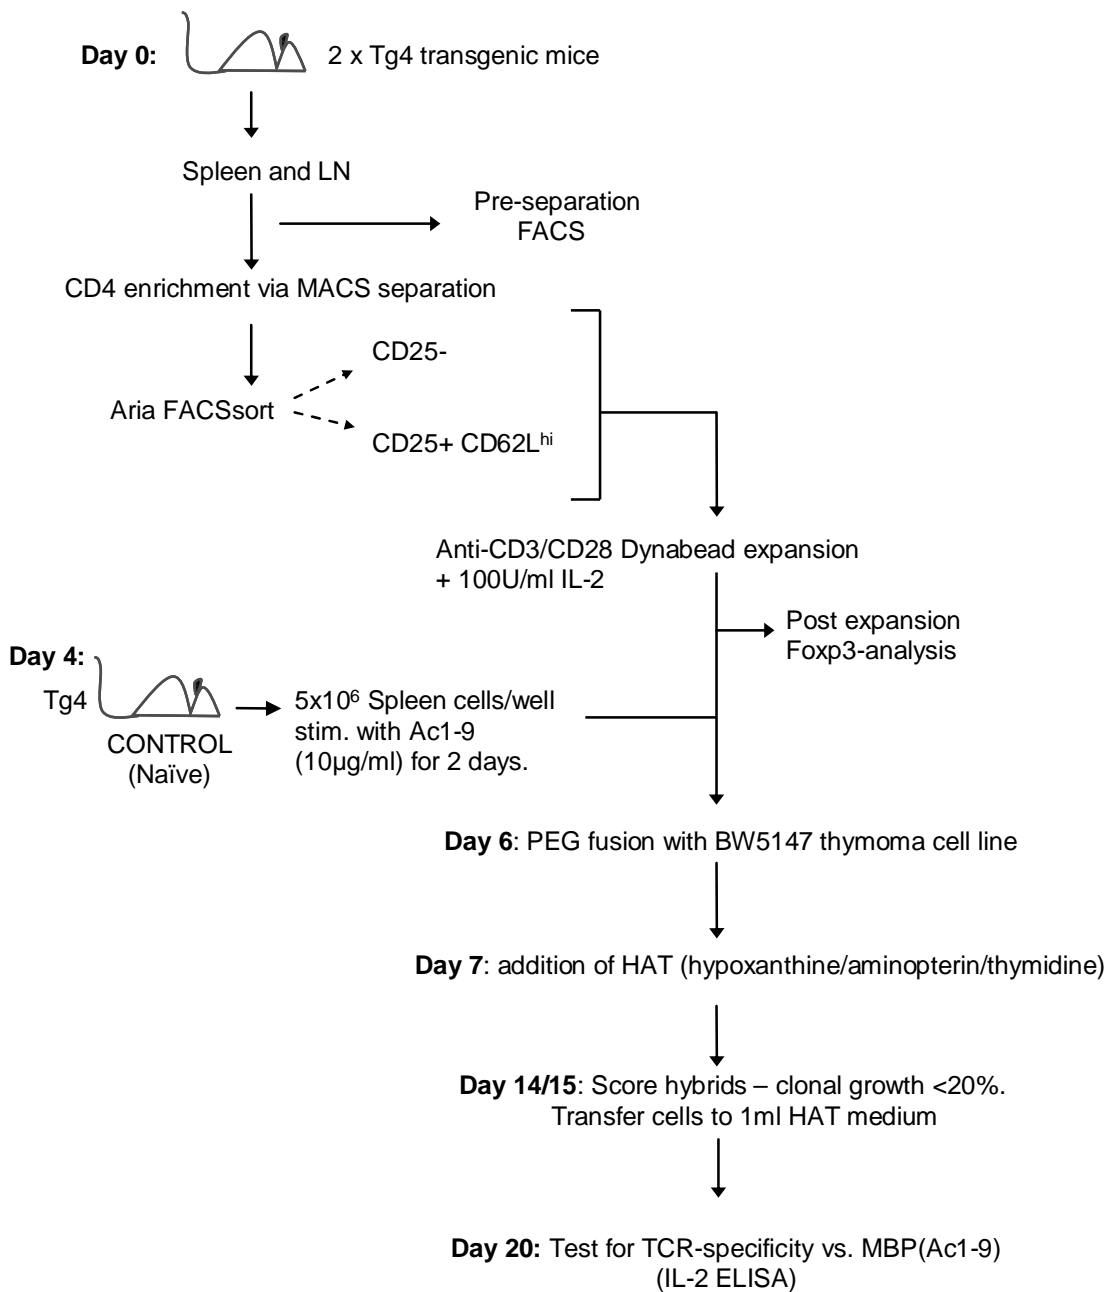 Day 0:
2 x Tg4 transgenic mice
Spleen and LN
Pre-separation
FACS
CD4 enrichment via MACS separation
CD25-
Aria FACSsort
CD25+ CD62Lʰⁱ
Anti-CD3/CD28 Dynabead expansion
+ 100U/ml IL-2
Post expansion
Foxp3-analysis
Day 4:
Tg4
CONTROL
(Naïve)
5x10⁶ Spleen cells/well
stim. with Ac1-9
(10µg/ml) for 2 days.
Day 6: PEG fusion with BW5147 thymoma cell line
Day 7: addition of HAT (hypoxanthine/aminopterin/thymidine)
Day 14/15: Score hybrids – clonal growth <20%.
Transfer cells to 1ml HAT medium
Day 20: Test for TCR-specificity vs. MBP(Ac1-9)
(IL-2 ELISA)